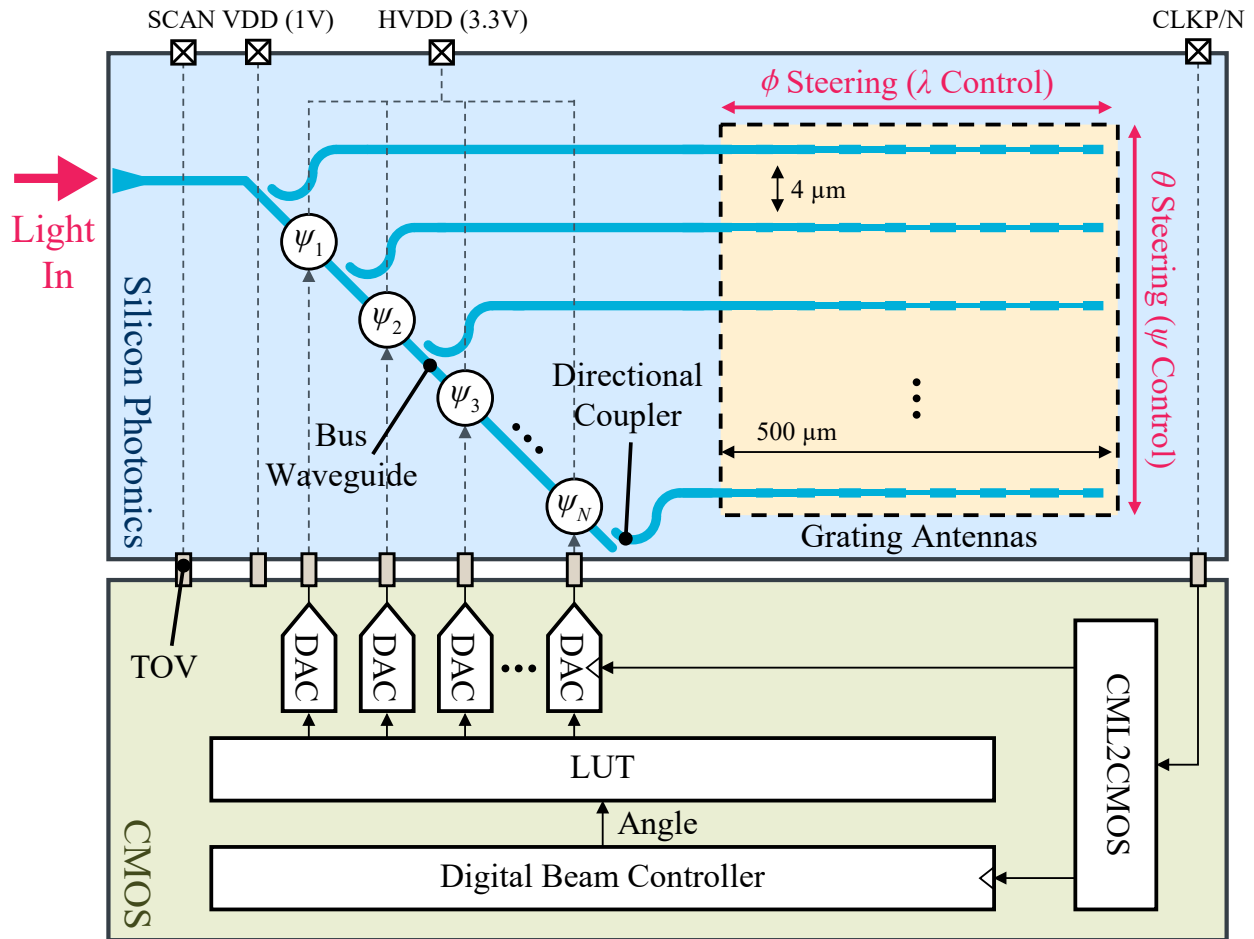 SCAN VDD (1V) HVDD (3.3V) CLKP/N
ϕ Steering (λ Control)
4 μm
θ Steering (ψ Control)
Light
In
ψ1
ψ2
ψ3
ψN
Silicon Photonics
Bus
Waveguide
Directional
Coupler
500 μm
Grating Antennas
TOV
DAC
DAC
DAC
DAC
LUT
Angle
Digital Beam Controller
CML2CMOS
CMOS